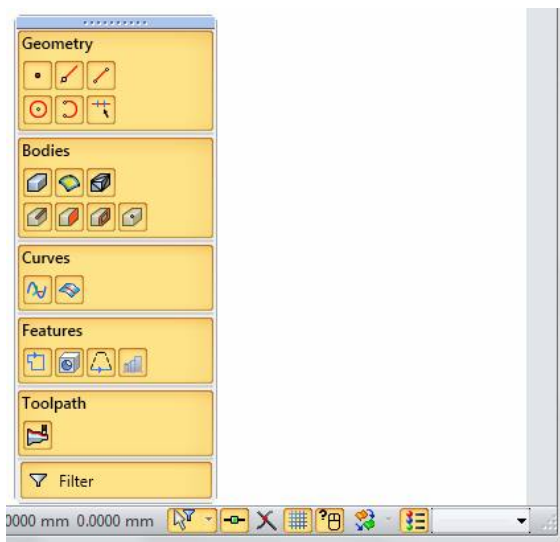 Geometry
Bodies
Curves
Features
Toolpath
Filter
0000 mm 0.0000 mm